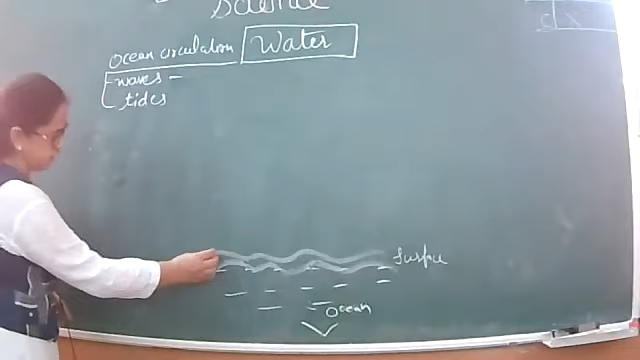 Science
Water
Ocean circulation
waves -
tides
Surface
Ocean